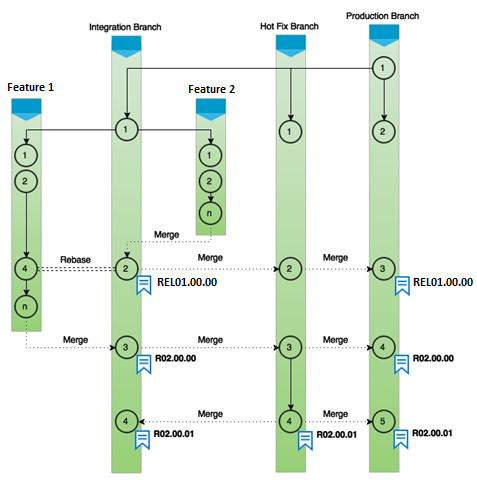 Production Branch
Integration Branch
Hot Fix Branch
1
Feature 1
Feature 2
1
1
2
1
1
2
2
n
Merge
Rebase
Merge
Merge
4
2
2
3
REL01.00.00
REL01.00.00
n
Merge
Merge
Merge
3
3
4
R02.00.00
R02.00.00
Merge
Merge
4
4
5
R02.00.01
R02.00.01
R02.00.01